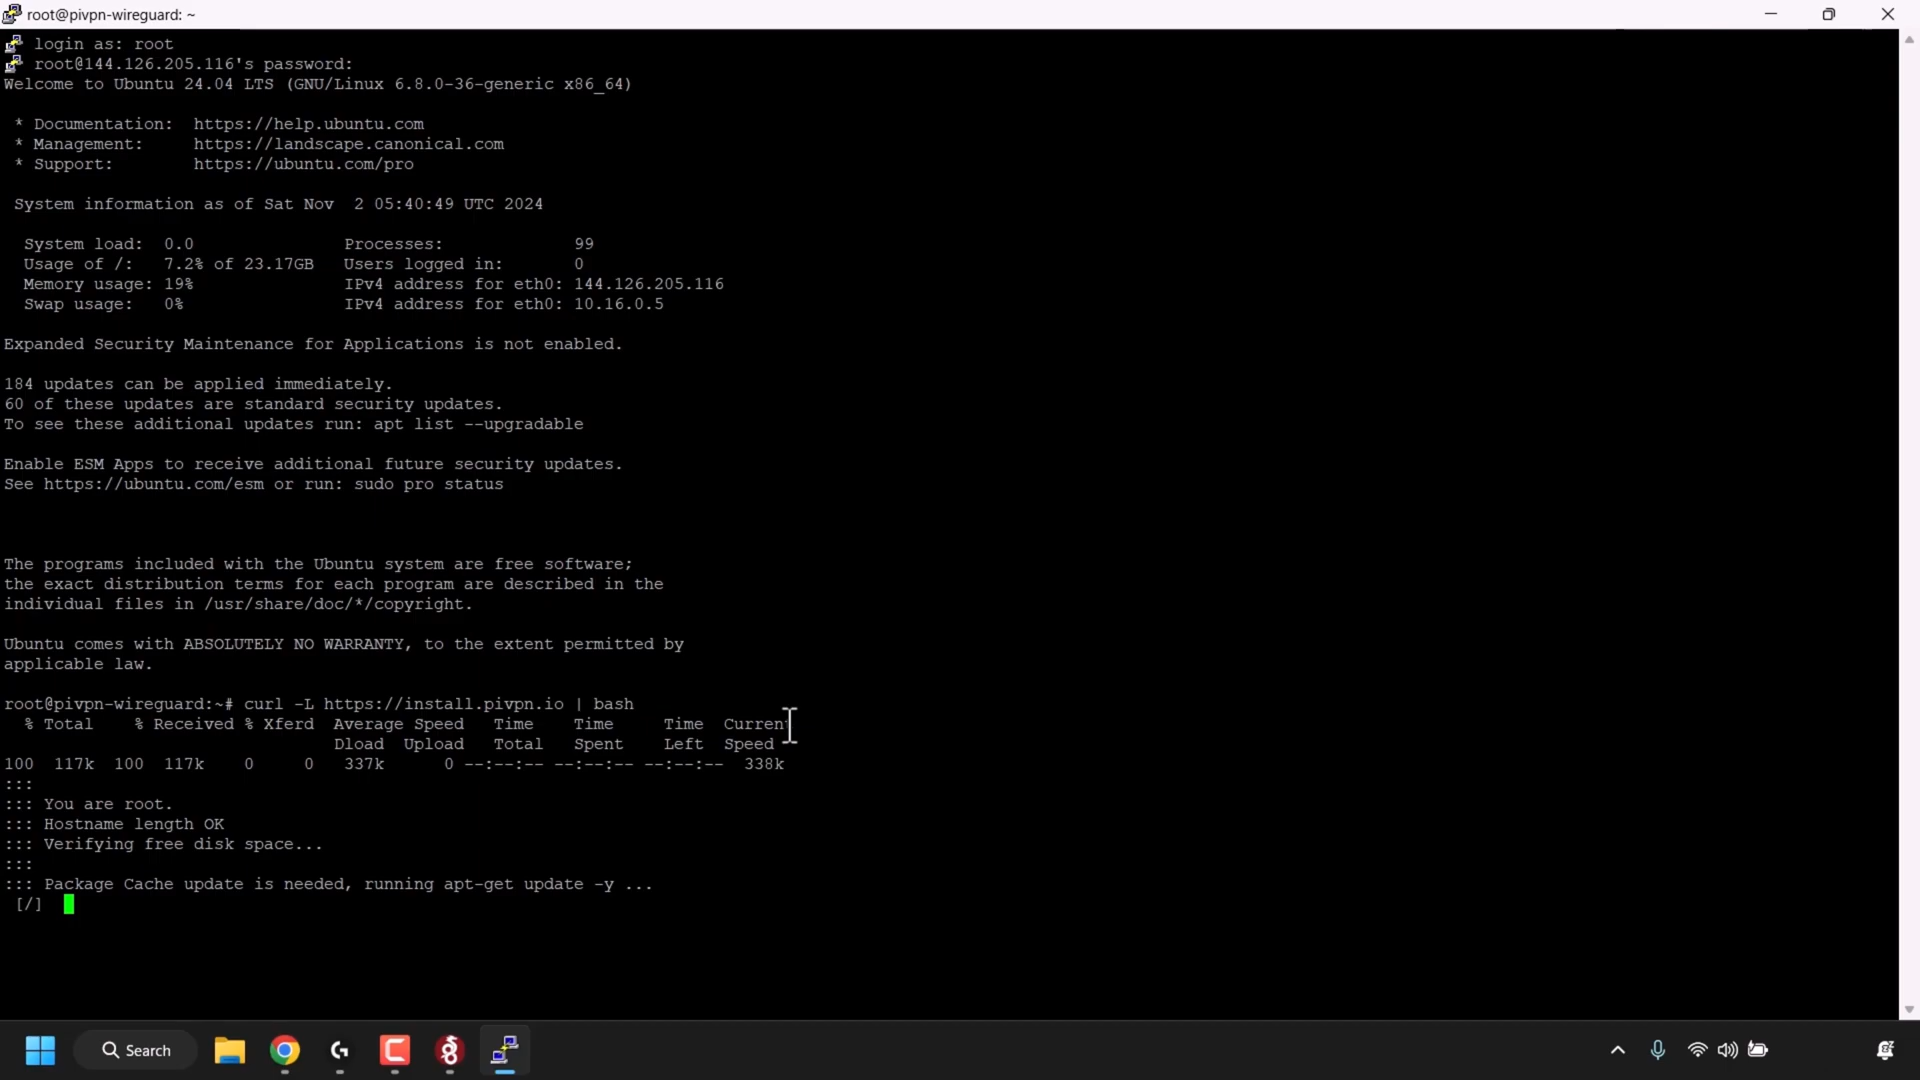 root@pivpn-wireguard: ~
login as: root
root@144.126.205.116's password:
Welcome to Ubuntu 24.04 LTS (GNU/Linux 6.8.0-36-generic x86_64)
* Documentation:  https://help.ubuntu.com
* Management:     https://landscape.canonical.com
* Support:        https://ubuntu.com/pro
System information as of Sat Nov  2 05:40:49 UTC 2024
System load:  0.0               Processes:             99
Usage of /:   7.2% of 23.17GB   Users logged in:       0
Memory usage: 19%               IPv4 address for eth0: 144.126.205.116
Swap usage:   0%                IPv4 address for eth0: 10.16.0.5
Expanded Security Maintenance for Applications is not enabled.
184 updates can be applied immediately.
60 of these updates are standard security updates.
To see these additional updates run: apt list --upgradable
Enable ESM Apps to receive additional future security updates.
See https://ubuntu.com/esm or run: sudo pro status
The programs included with the Ubuntu system are free software;
the exact distribution terms for each program are described in the
individual files in /usr/share/doc/*/copyright.
Ubuntu comes with ABSOLUTELY NO WARRANTY, to the extent permitted by
applicable law.
root@pivpn-wireguard:~# curl -L https://install.pivpn.io | bash
% Total    % Received % Xferd  Average Speed   Time    Time     Time  Current
Dload  Upload   Total   Spent    Left  Speed
100  117k  100  117k    0     0   337k      0 --:--:-- --:--:-- --:--:--  338k
:::
::: You are root.
::: Hostname length OK
::: Verifying free disk space...
:::
::: Package Cache update is needed, running apt-get update -y ...
[/]
Search